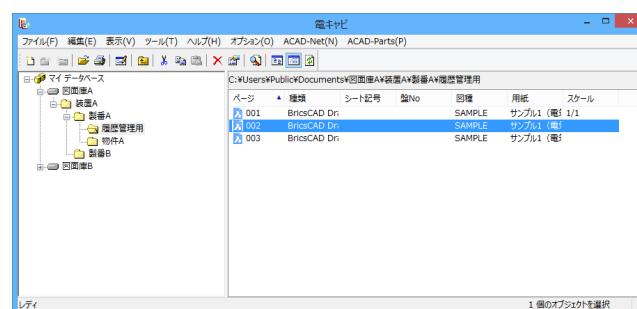 電キャビ
ファイル(F) 編集(E) 表示(V) ツール(T) ヘルプ(H) オプション(O) ACAD-Net(N) ACAD-Parts(P)
マイ データベース
図面庫A
装置A
製番A
履歴管理用
物件A
製番B
図面庫B
C:¥Users¥Public¥Documents¥図面庫A¥装置A¥製番A¥履歴管理用
ページ 種類 シート記号 盤No 図種 用紙 スケール
001 BricsCAD Dr SAMPLE サンプル1 (電 1/1
002 BricsCAD Dr SAMPLE サンプル1 (電
003 BricsCAD Dr SAMPLE サンプル1 (電
レディ
1 個のオブジェクトを選択